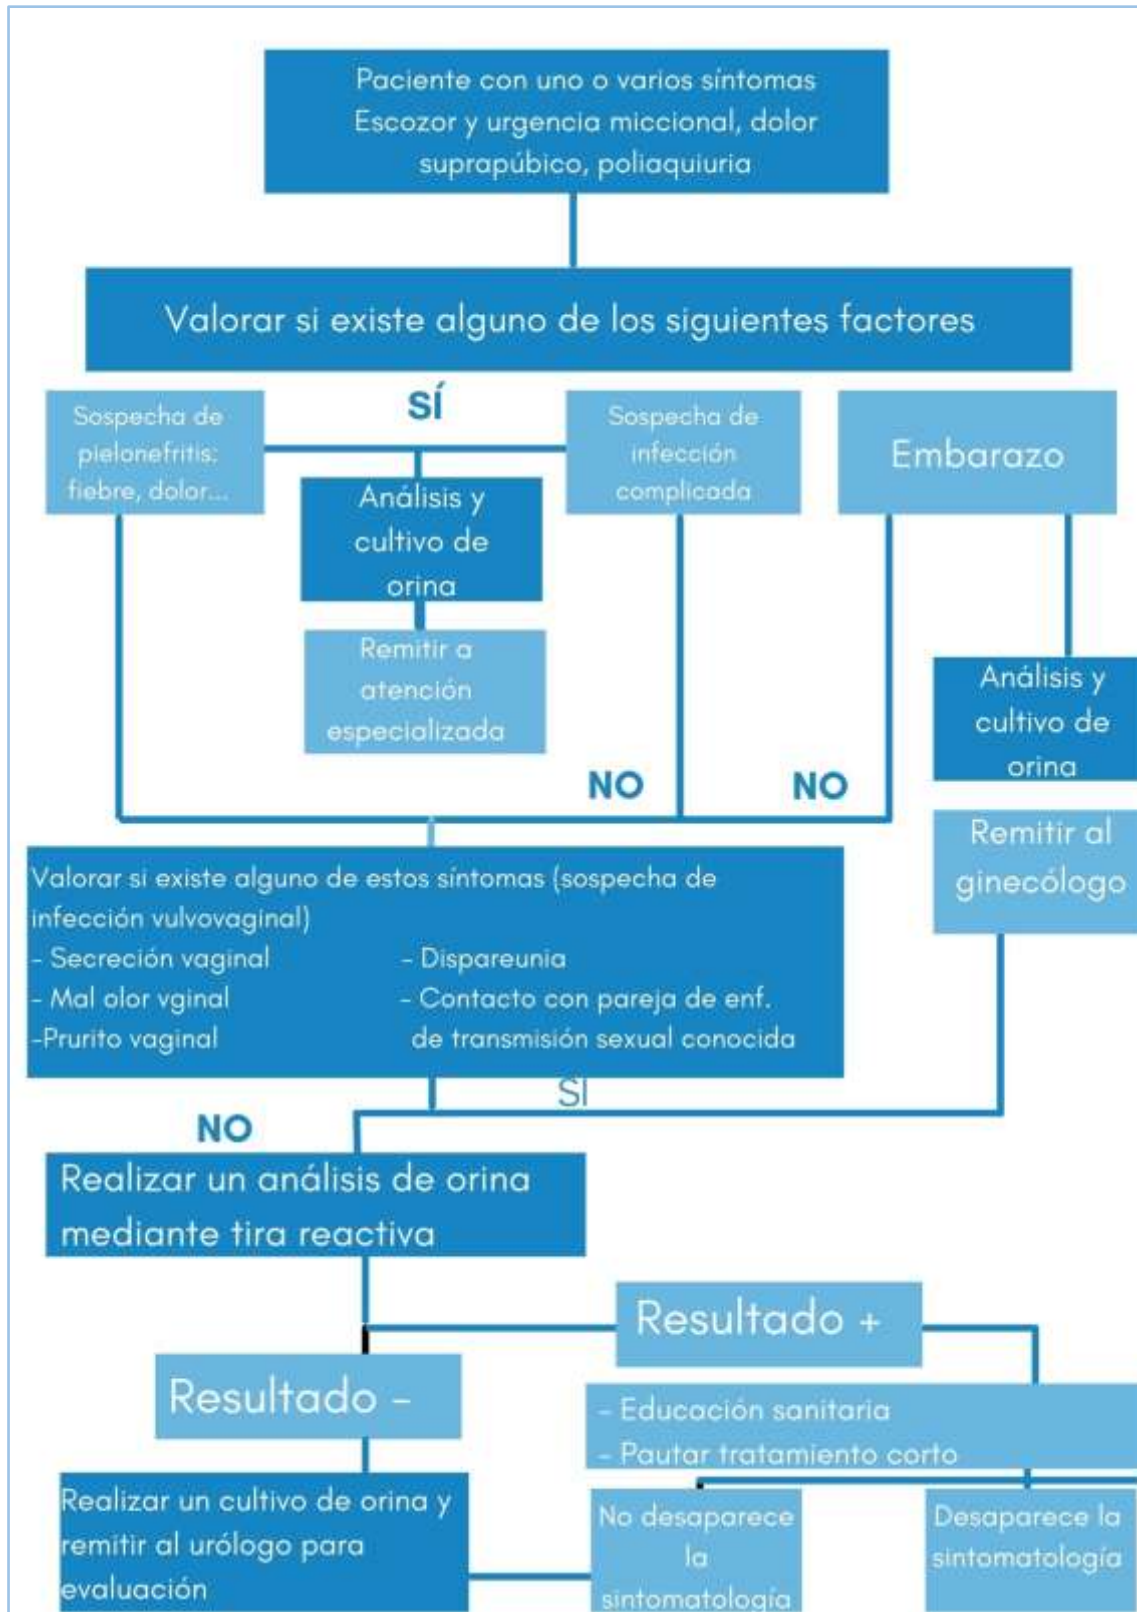 Paciente con uno o varios síntomas
Escozor y urgencia miccional, dolor
suprapúbico, poliaquiuria
Valorar si existe alguno de los siguientes factores
Sospecha de
pielonefritis:
fiebre, dolor...
SÍ
Sospecha de
infección
complicada
Embarazo
Análisis y
cultivo de
orina
Remitir a
atención
especializada
Análisis y
cultivo de
orina
NO
NO
Remitir al
ginecólogo
Valorar si existe alguno de estos síntomas (sospecha de
infección vulvovaginal)
- Secreción vaginal
- Mal olor vginal
-Prurito vaginal
- Dispareunia
- Contacto con pareja de enf.
de transmisión sexual conocida
SI
NO
Realizar un análisis de orina
mediante tira reactiva
Resultado +
Resultado -
- Educación sanitaria
- Pautar tratamiento corto
Realizar un cultivo de orina y
remitir al urólogo para
evaluación
No desaparece
la
sintomatología
Desaparece la
sintomatología